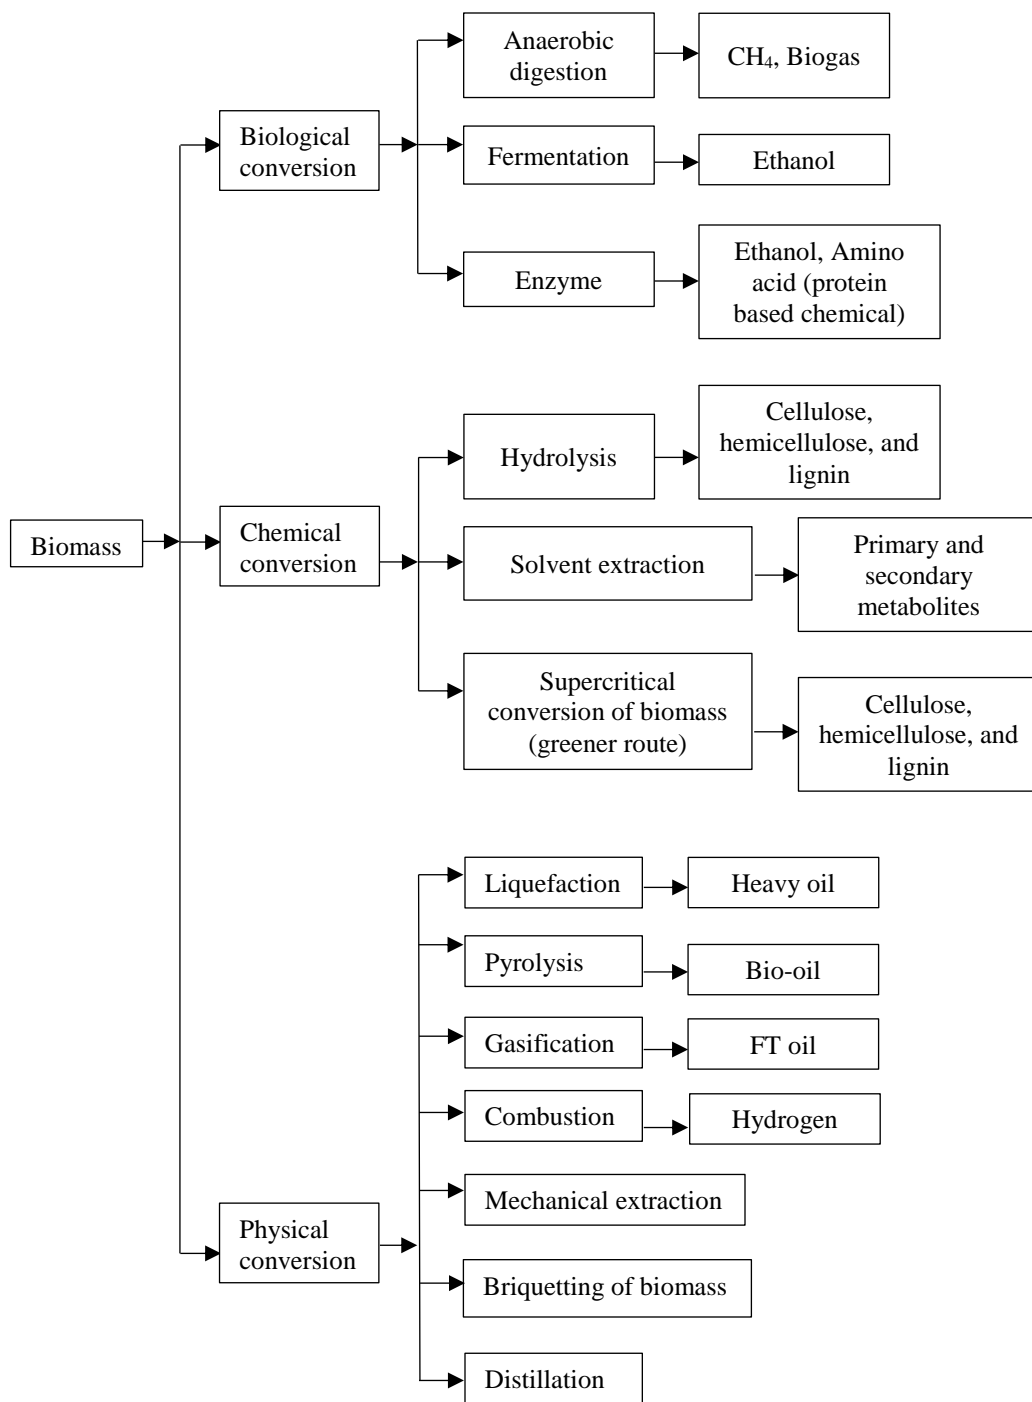 Anaerobic
digestion
CH₄, Biogas
Biological
conversion
Fermentation
Ethanol
Enzyme
Ethanol, Amino
acid (protein
based chemical)
Biomass
Chemical
conversion
Hydrolysis
Cellulose,
hemicellulose, and
lignin
Solvent extraction
Primary and
secondary
metabolites
Supercritical
conversion of biomass
(greener route)
Cellulose,
hemicellulose, and
lignin
Physical
conversion
Liquefaction
Heavy oil
Pyrolysis
Bio-oil
Gasification
FT oil
Combustion
Hydrogen
Mechanical extraction
Briquetting of biomass
Distillation